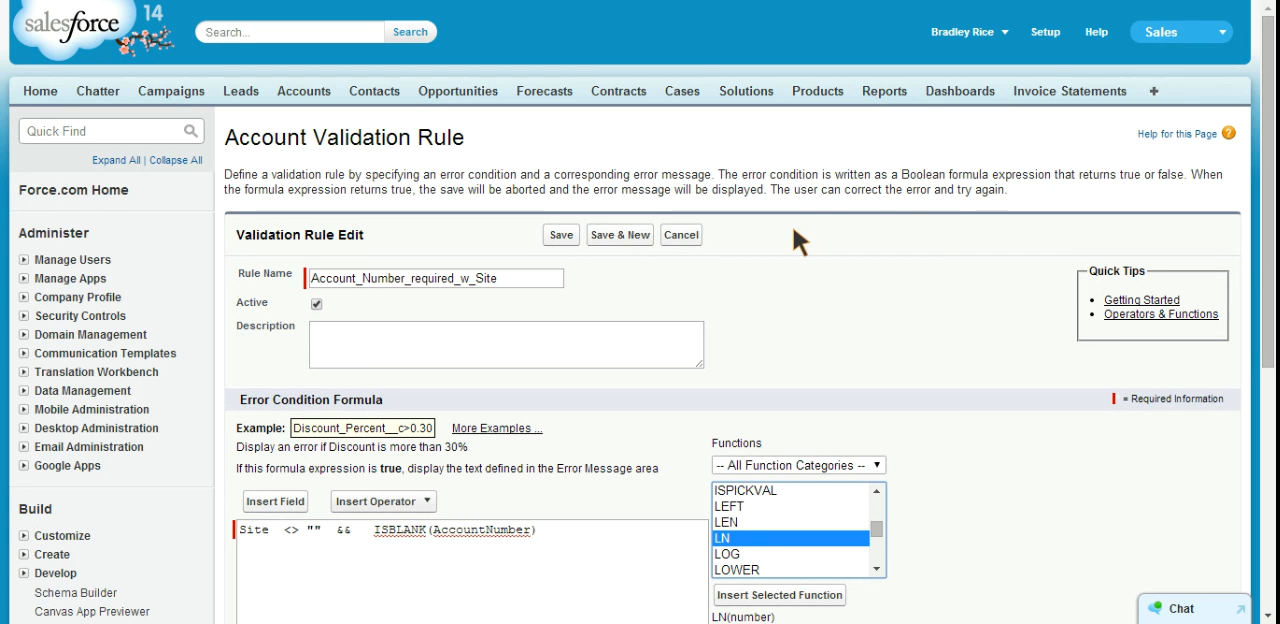 salesforce
14
Search...
Search
Bradley Rice
Setup
Help
Sales
Home Chatter Campaigns Leads Accounts Contacts Opportunities Forecasts Contracts Cases Solutions Products Reports Dashboards Invoice Statements +
Quick Find
Expand All | Collapse All
Force.com Home
Administer
Manage Users
Manage Apps
Company Profile
Security Controls
Domain Management
Communication Templates
Translation Workbench
Data Management
Mobile Administration
Desktop Administration
Email Administration
Google Apps
Build
Customize
Create
Develop
Schema Builder
Canvas App Previewer
Account Validation Rule
Help for this Page ?
Define a validation rule by specifying an error condition and a corresponding error message. The error condition is written as a Boolean formula expression that returns true or false. When
the formula expression returns true, the save will be aborted and the error message will be displayed. The user can correct the error and try again.
Validation Rule Edit
Save
Save & New
Cancel
Rule Name
Account_Number_required_w_Site
Active
Description
Quick Tips
Getting Started
Operators & Functions
Error Condition Formula
= Required Information
Example: Discount_Percent__c>0.30 More Examples ...
Display an error if Discount is more than 30%
If this formula expression is true, display the text defined in the Error Message area
Insert Field
Insert Operator
Site <> "" && ISBLANK(AccountNumber)
Functions
-- All Function Categories --
ISPICKVAL
LEFT
LEN
LN
LOG
LOWER
Insert Selected Function
LN(number)
Chat